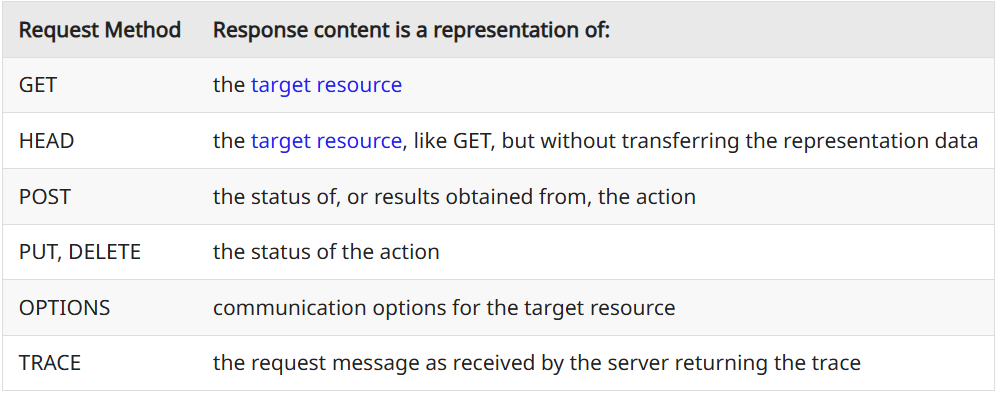 Request Method Response content is a representation of:
GET the target resource
HEAD the target resource, like GET, but without transferring the representation data
POST the status of, or results obtained from, the action
PUT, DELETE the status of the action
OPTIONS communication options for the target resource
TRACE the request message as received by the server returning the trace